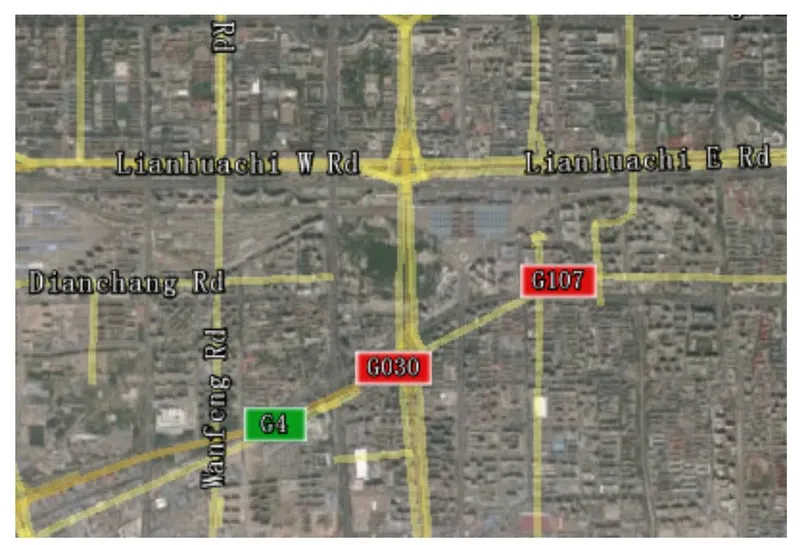 Rd
Lianhuachi W Rd
Lianhuachi E Rd
Dianchang Rd
G107
Wanfeng Rd
G030
G4